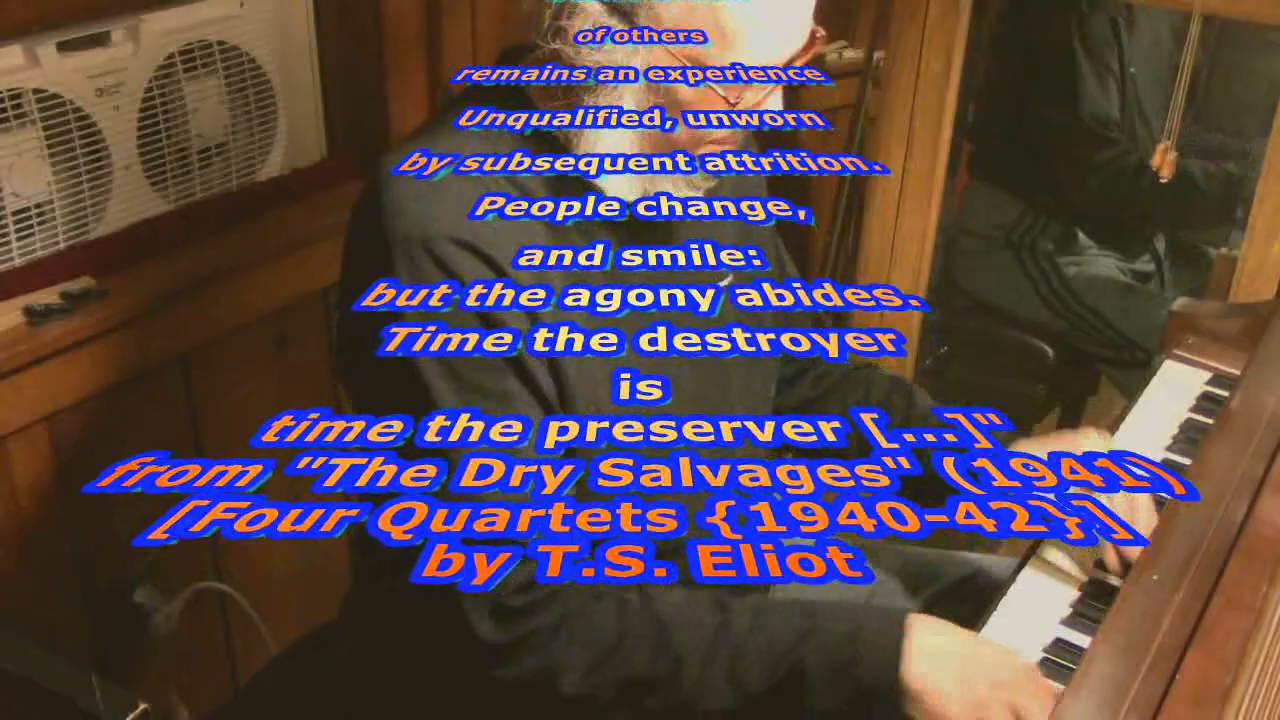 of others
remains an experience
Unqualified, unworn
by subsequent attrition.
People change,
and smile:
but the agony abides.
Time the destroyer
is
time the preserver [...]"
from "The Dry Salvages" (1941)
[Four Quartets {1940-42}]
by T.S. Eliot